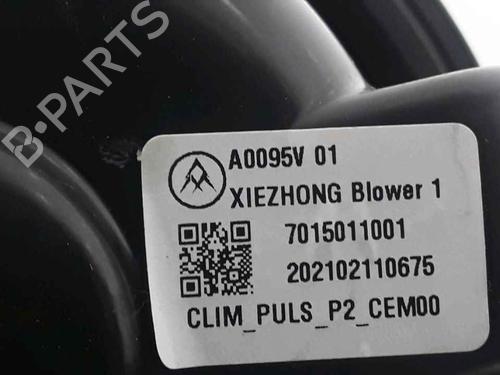 B-PARTS
A0095V 01
XIEZHONG Blower 1
7015011001
202102110675
CLIM_PULS_P2_CEM00